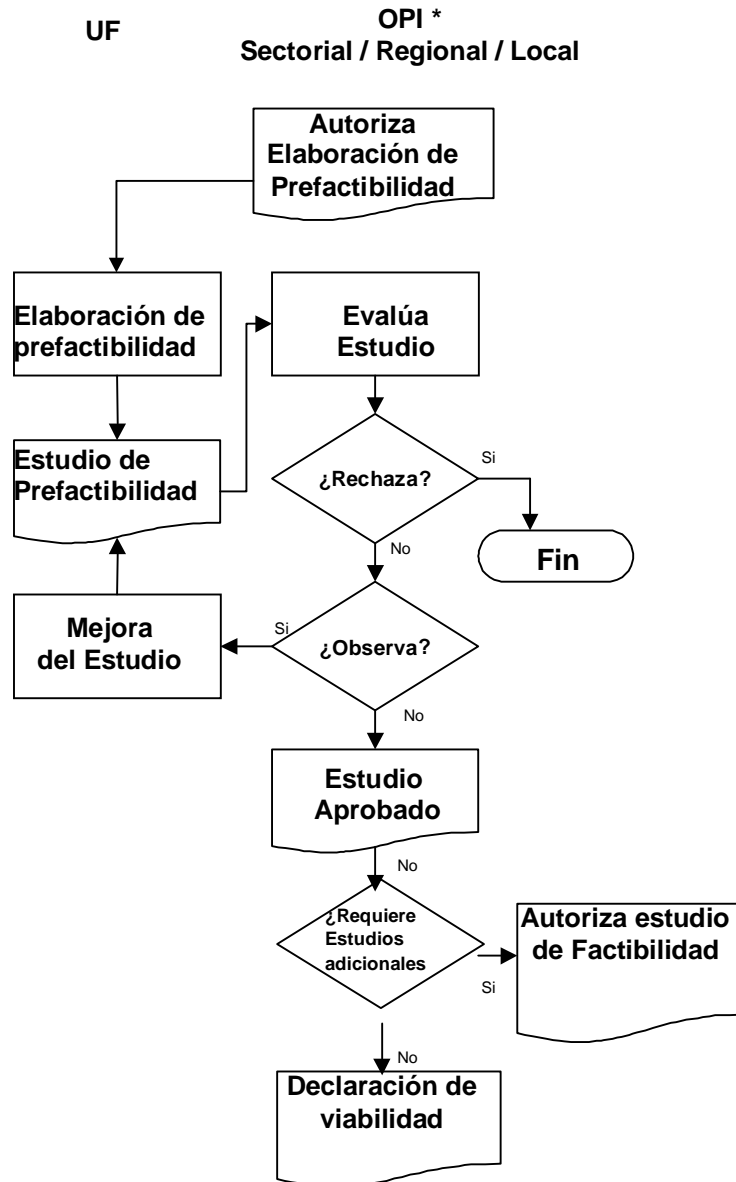 UF
OPI *
Sectorial / Regional / Local
Autoriza
Elaboración de
Prefactibilidad
Elaboración de
prefactibilidad
Evalúa
Estudio
Estudio de
Prefactibilidad
¿Rechaza?
Si
Fin
No
Mejora
del Estudio
Si
¿Observa?
No
Estudio
Aprobado
No
¿Requiere
Estudios
adicionales
Si
Autoriza estudio
de Factibilidad
No
Declaración de
viabilidad